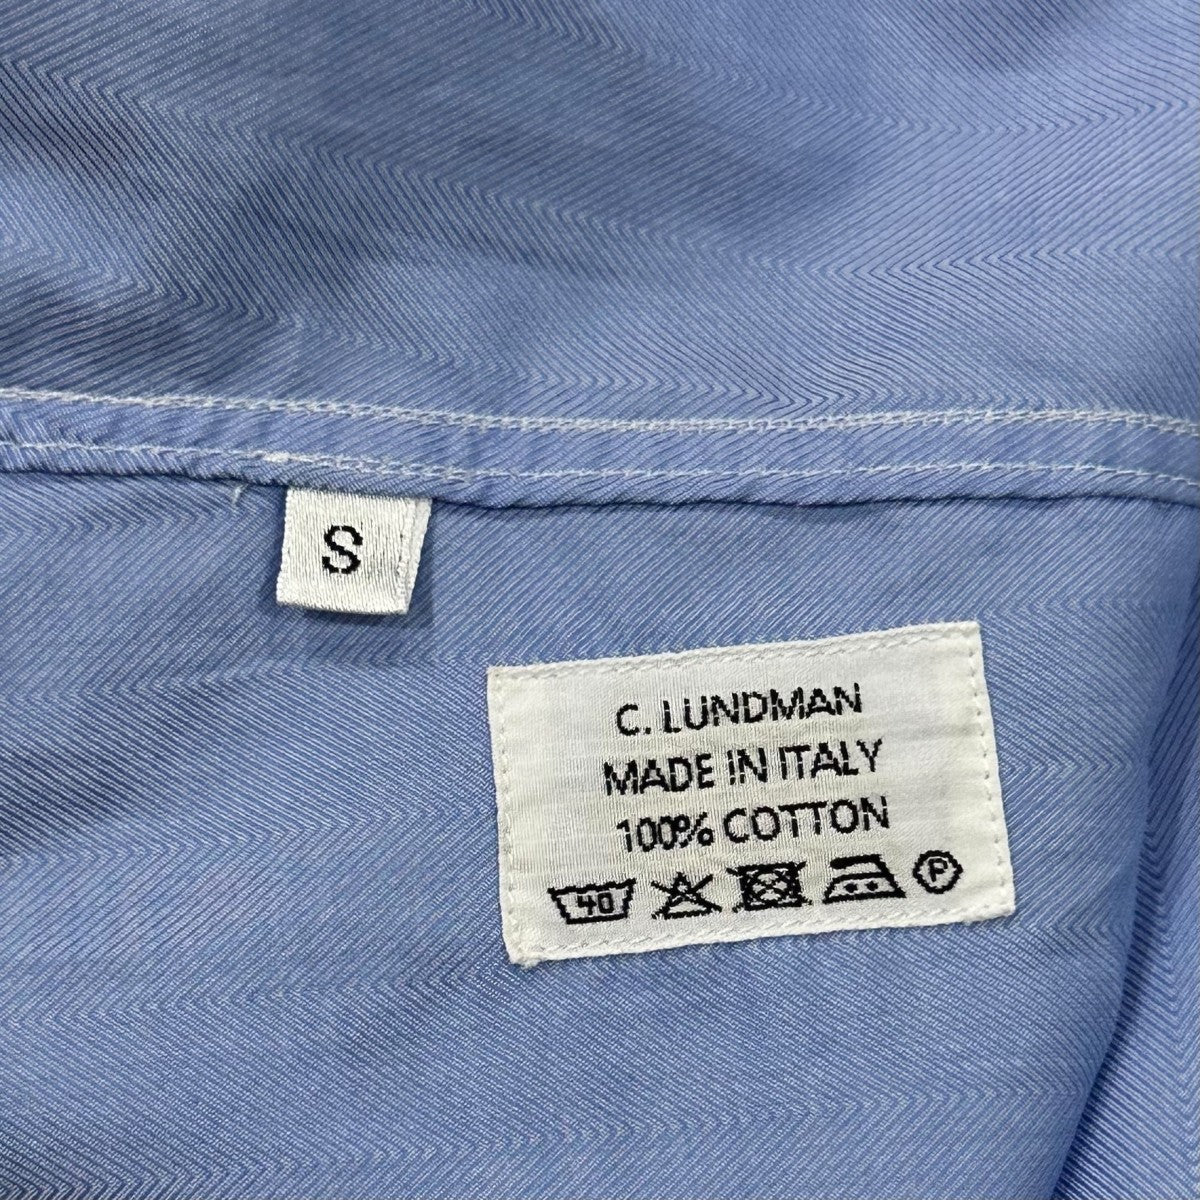 S
C. LUNDMAN
MADE IN ITALY
100% COTTON
40 P